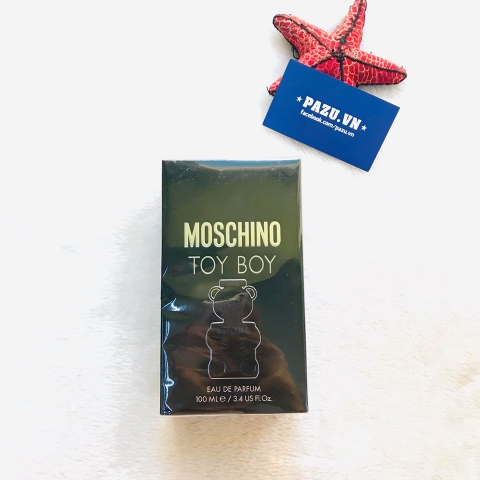 ★ PAZU.VN ★
facebook.com/pazu.vn
MOSCHINO
TOY BOY
EAU DE PARFUM
100 ML e / 3.4 US Fl.Oz.